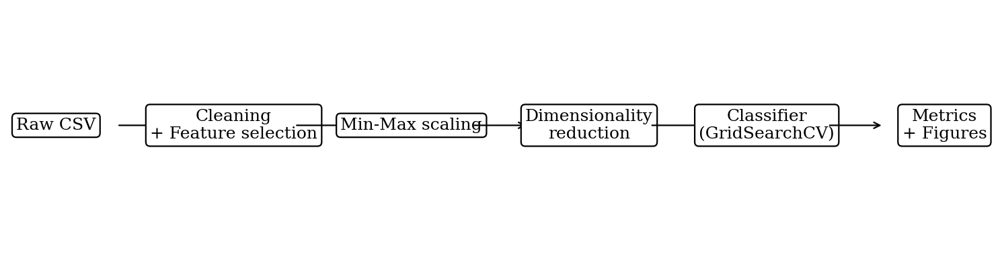 Raw CSV
Cleaning
+ Feature selection
Min-Max scaling
Dimensionality
reduction
Classifier
(GridSearchCV)
Metrics
+ Figures